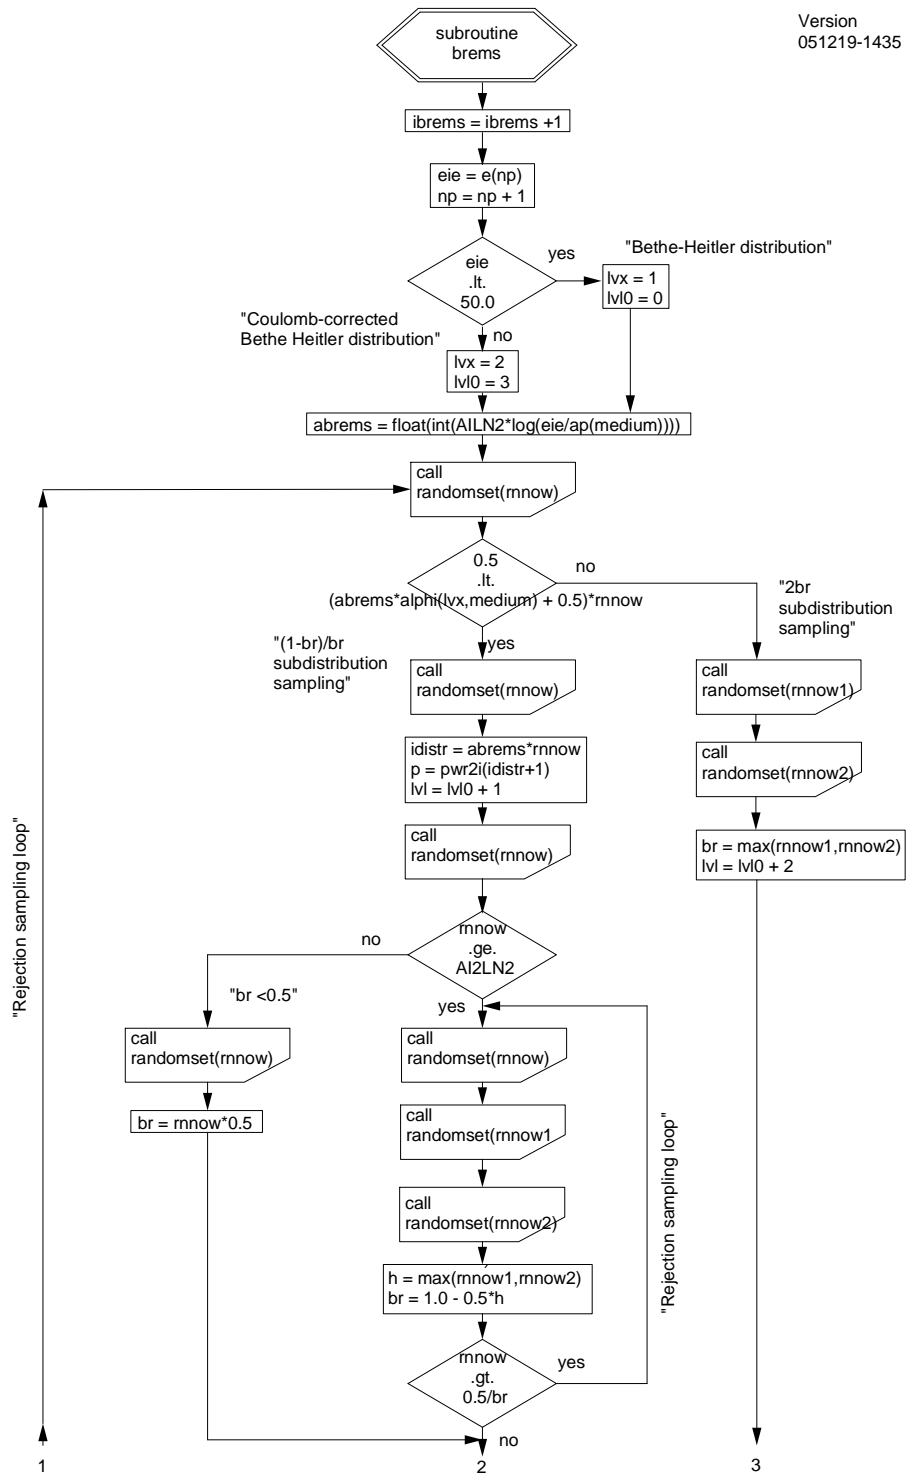 Version
051219-1435
subroutine
brems
ibrems = ibrems +1
eie = e(np)
np = np + 1
eie
.lt.
50.0
yes
"Bethe-Heitler distribution"
lvx = 1
lvl0 = 0
"Coulomb-corrected
Bethe Heitler distribution"
no
lvx = 2
lvl0 = 3
abrems = float(int(AILN2*log(eie/ap(medium))))
call
randomset(rnnow)
0.5
.lt.
(abrems*alphi(lvx,medium) + 0.5)*rnnow
no
"2br
subdistribution
sampling"
yes
"(1-br)/br
subdistribution
sampling"
call
randomset(rnnow)
call
randomset(rnnow1)
idistr = abrems*rnnow
p = pwr2i(idistr+1)
lvl = lvl0 + 1
call
randomset(rnnow2)
call
randomset(rnnow)
br = max(rnnow1,rnnow2)
lvl = lvl0 + 2
"Rejection sampling loop"
rnnow
.ge.
AI2LN2
no
"br <0.5"
yes
call
randomset(rnnow)
call
randomset(rnnow)
br = rnnow*0.5
call
randomset(rnnow1
call
randomset(rnnow2)
"Rejection sampling loop"
h = max(rnnow1,rnnow2)
br = 1.0 - 0.5*h
rnnow
.gt.
0.5/br
yes
no
1
2
3